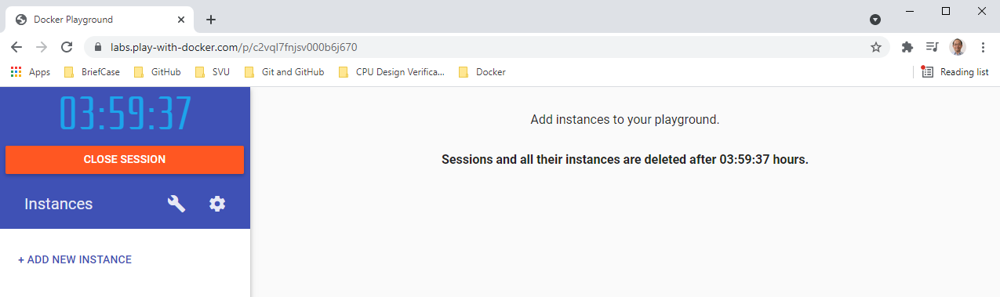 Docker Playground
labs.play-with-docker.com/p/c2vql7fnjsv000b6j670
Apps BriefCase GitHub SVU Git and GitHub CPU Design Verifica... Docker Reading list
03:59:37
CLOSE SESSION
Instances
+ ADD NEW INSTANCE
Add instances to your playground.
Sessions and all their instances are deleted after 03:59:37 hours.